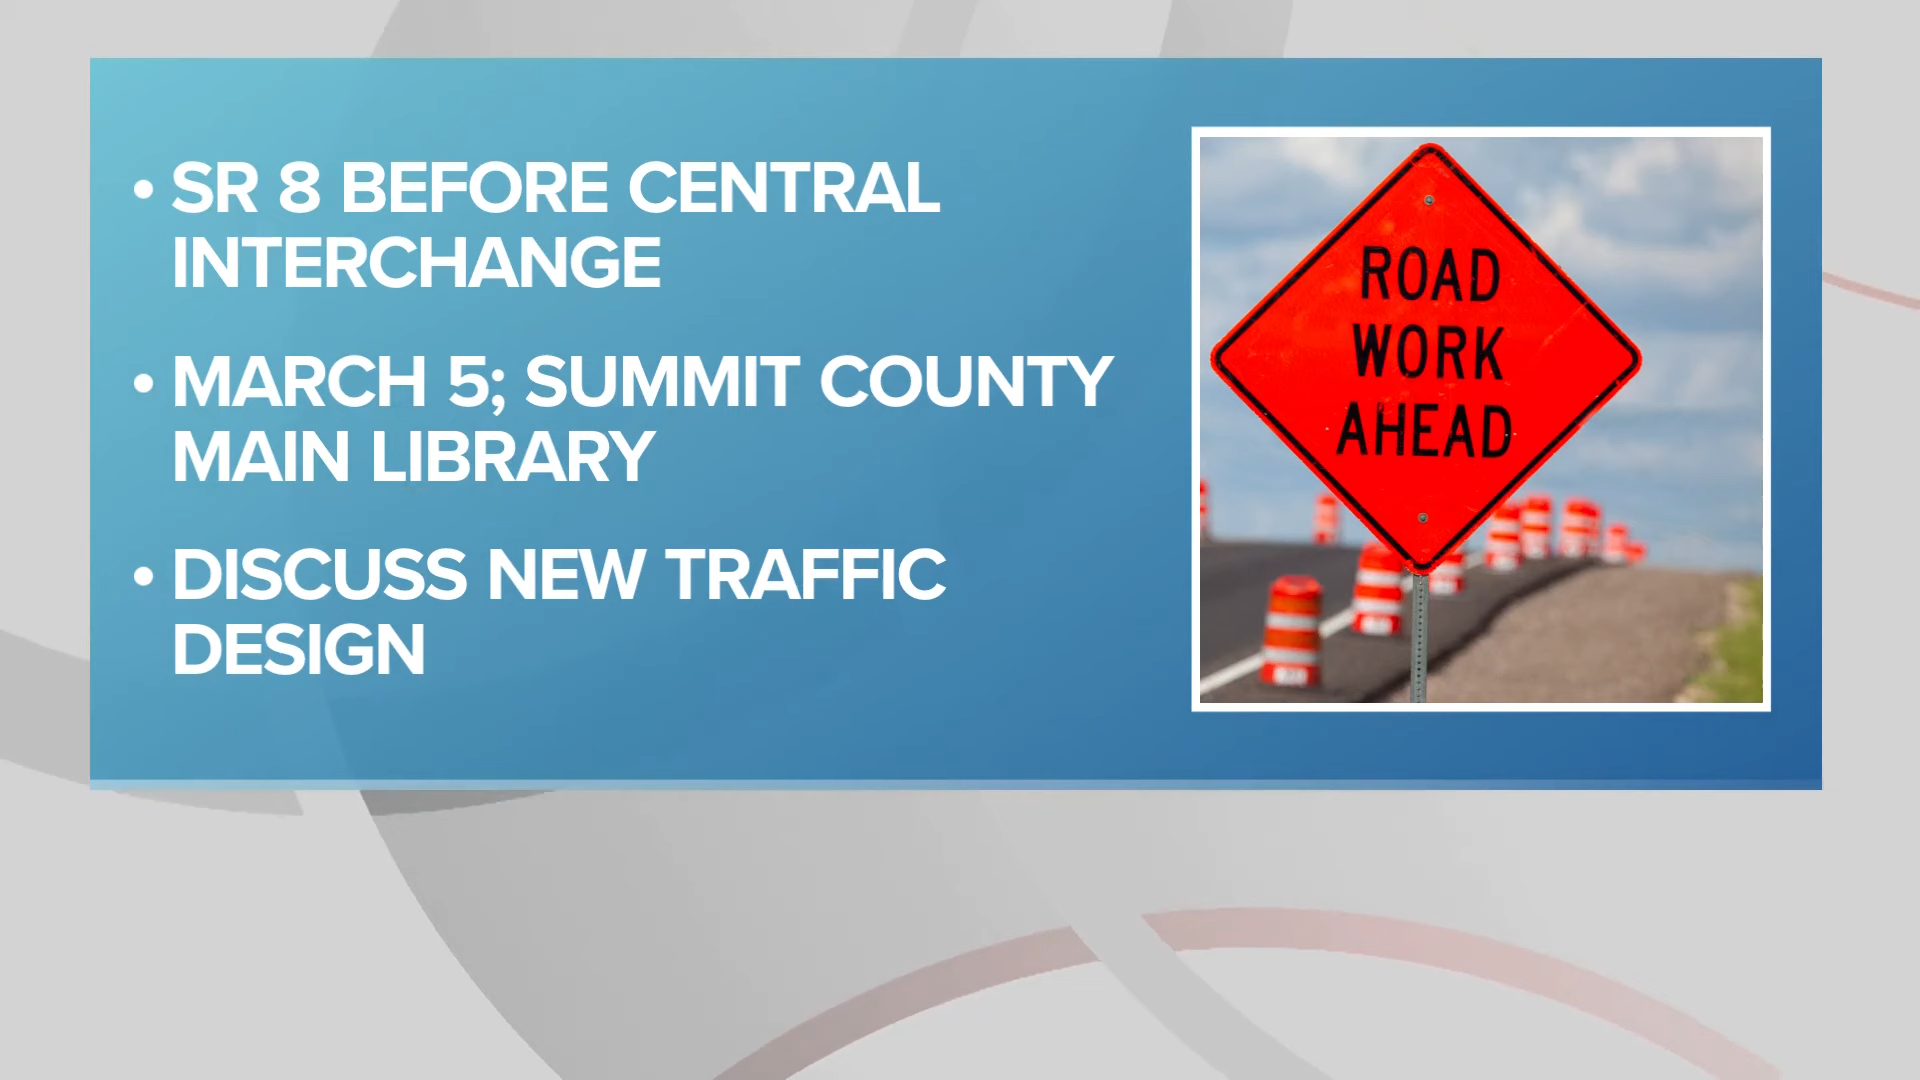 • SR 8 BEFORE CENTRAL
INTERCHANGE
• MARCH 5; SUMMIT COUNTY
MAIN LIBRARY
• DISCUSS NEW TRAFFIC
DESIGN
ROAD
WORK
AHEAD